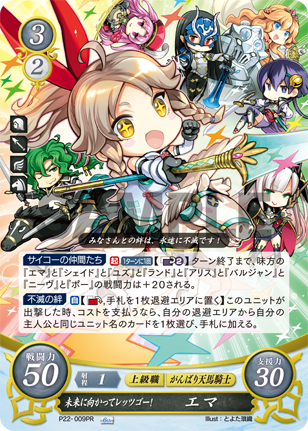 3
2
SAMPLE
みなさんとの絆は、永遠に不滅です!
サイコーの仲間たち 起 1ターンに1回 [2] ターン終了まで、味方の
『エマ』と『シェイド』と『ユズ』と『ランド』と『アリス』と『バルジャン』と
『ニーヴ』と『ポー』の戦闘力は+20される。
不滅の絆 自 [、手札を1枚退避エリアに置く] このユニットが
出撃した時、コストを支払うなら、自分の退避エリアから自分の
主人公と同じユニット名のカードを1枚選び、手札に加える。
戦闘力
50
射程
1
上級職
がんばり天馬騎士
支援力
30
未来に向かってレッツゴー!
エマ
P22-009PR
Illust:とよた瑣織